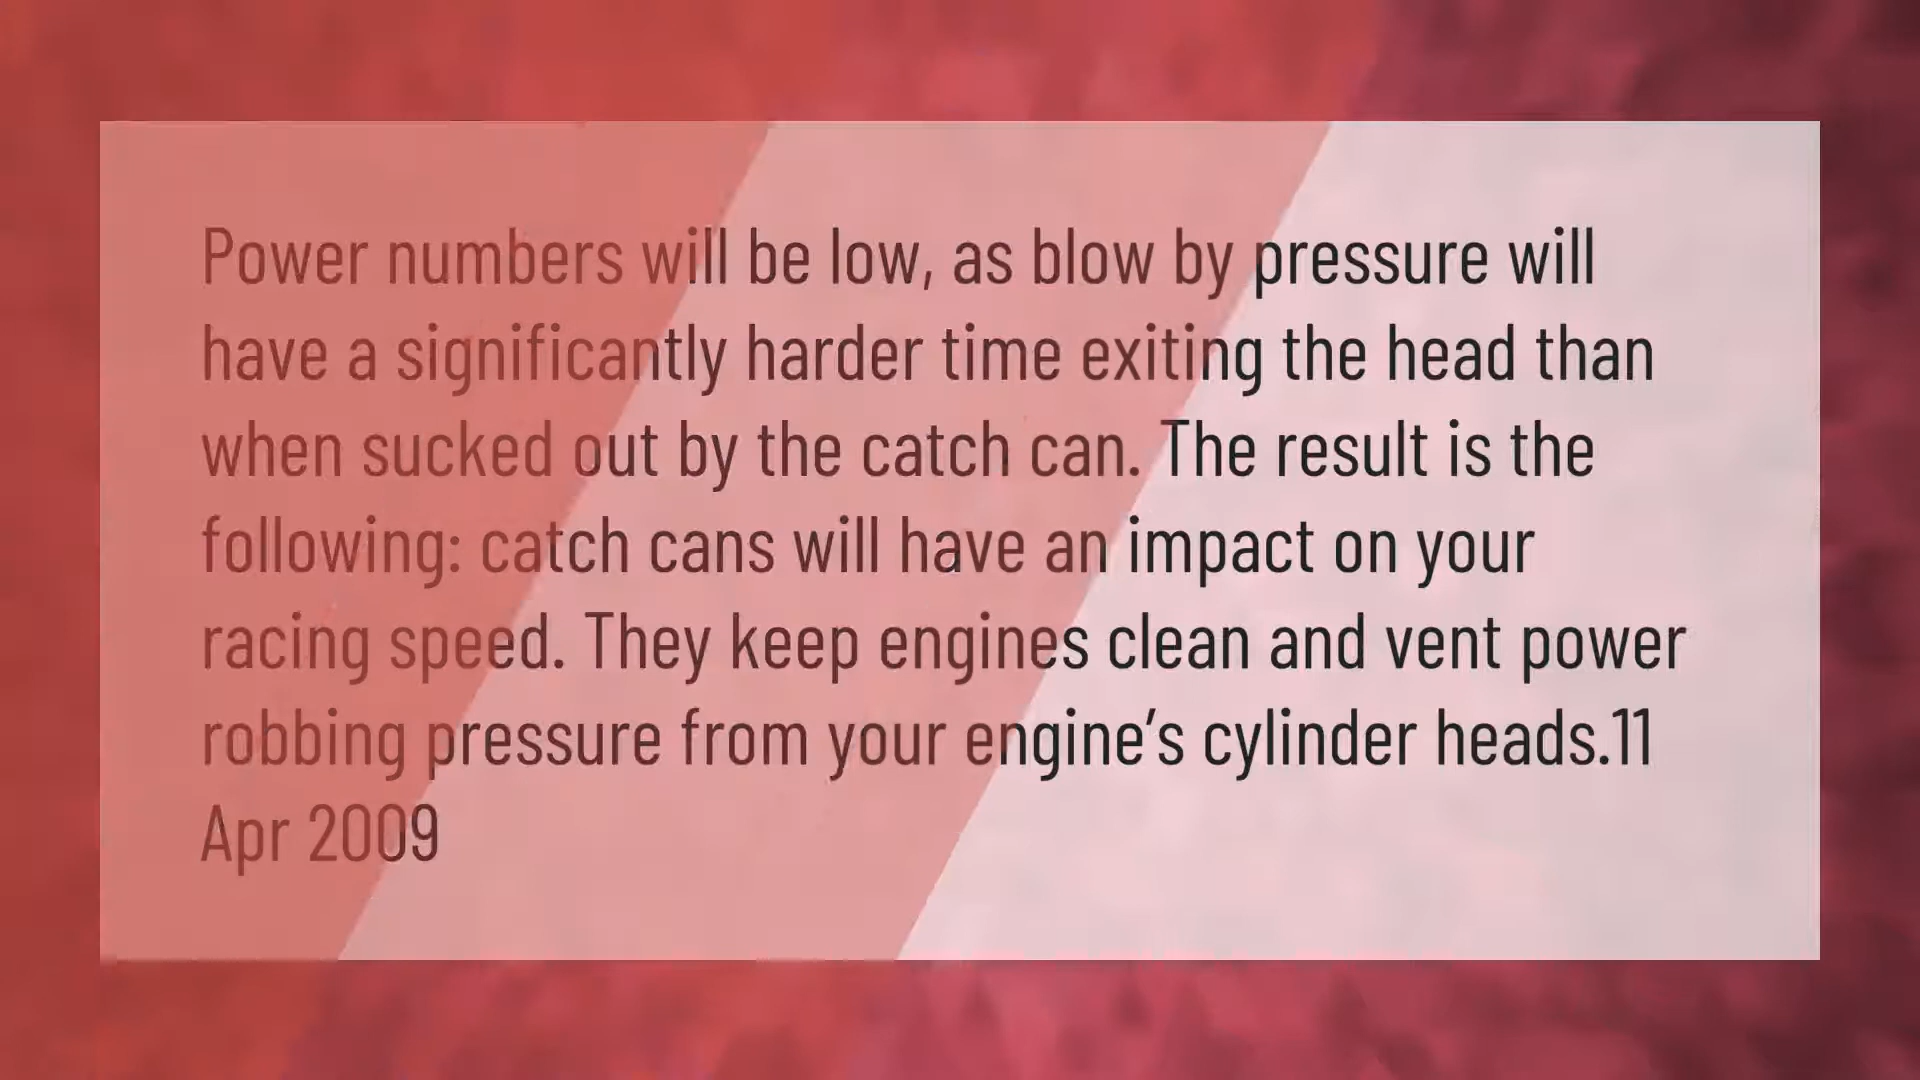 Power numbers will be low, as blow by pressure will
have a significantly harder time exiting the head than
when sucked out by the catch can. The result is the
following: catch cans will have an impact on your
racing speed. They keep engines clean and vent power
robbing pressure from your engine’s cylinder heads.11
Apr 2009